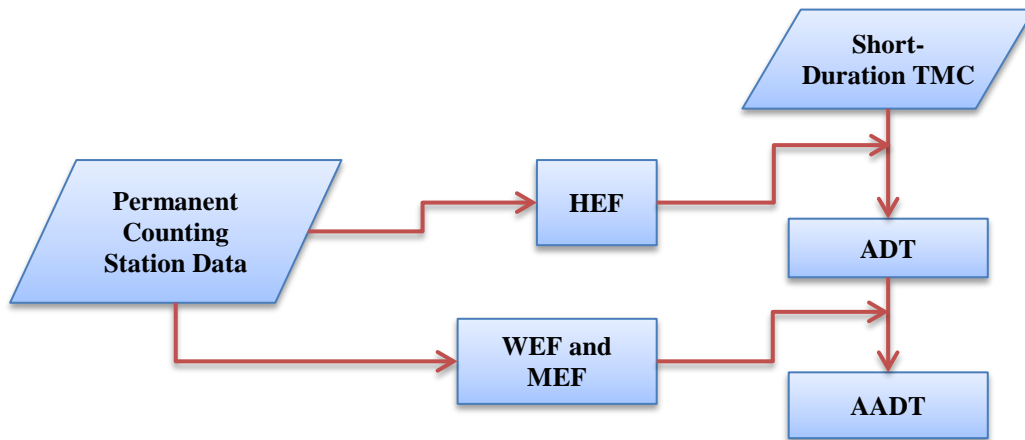 Short-
Duration TMC
Permanent
Counting
Station Data
HEF
ADT
WEF and
MEF
AADT